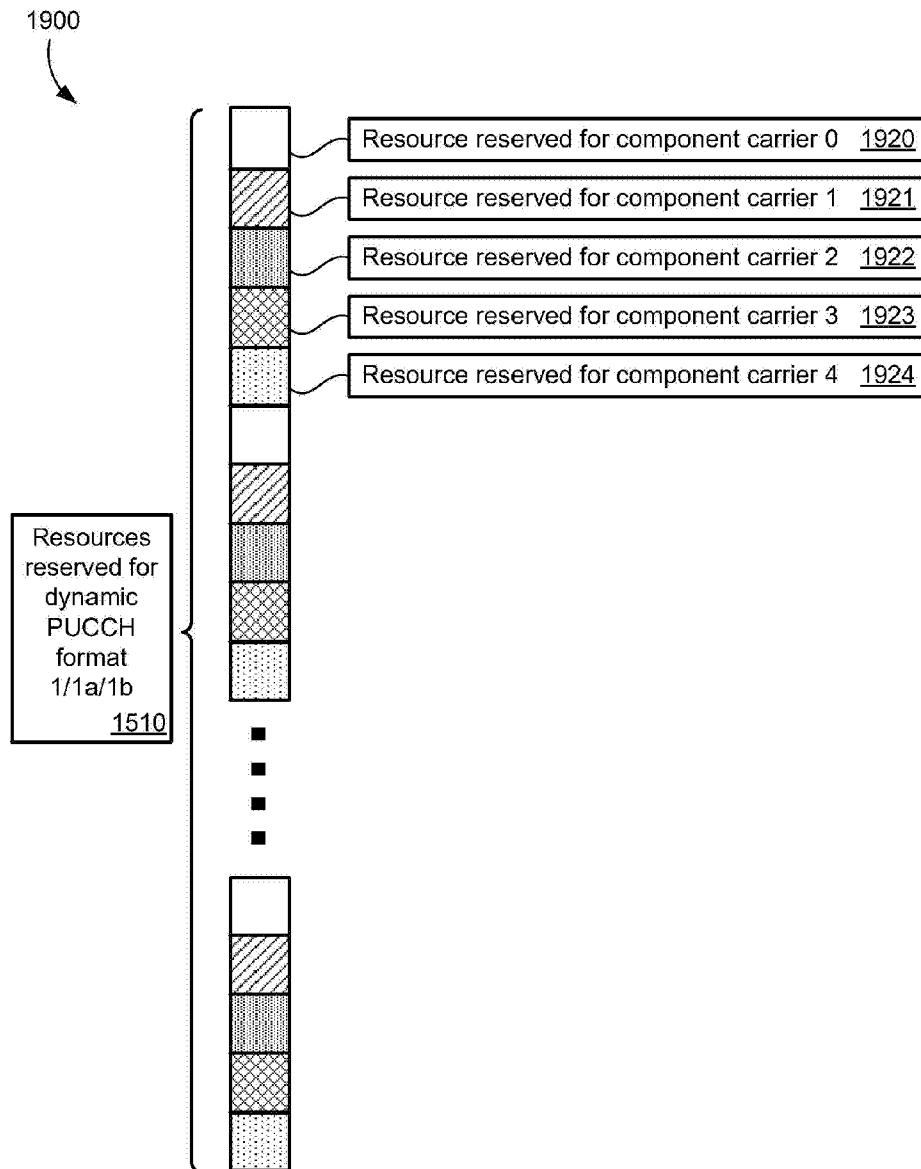 1900
Resource reserved for component carrier 0 1920
Resource reserved for component carrier 1 1921
Resource reserved for component carrier 2 1922
Resource reserved for component carrier 3 1923
Resource reserved for component carrier 4 1924
Resources
reserved for
dynamic
PUCCH
format
1/1a/1b
1510